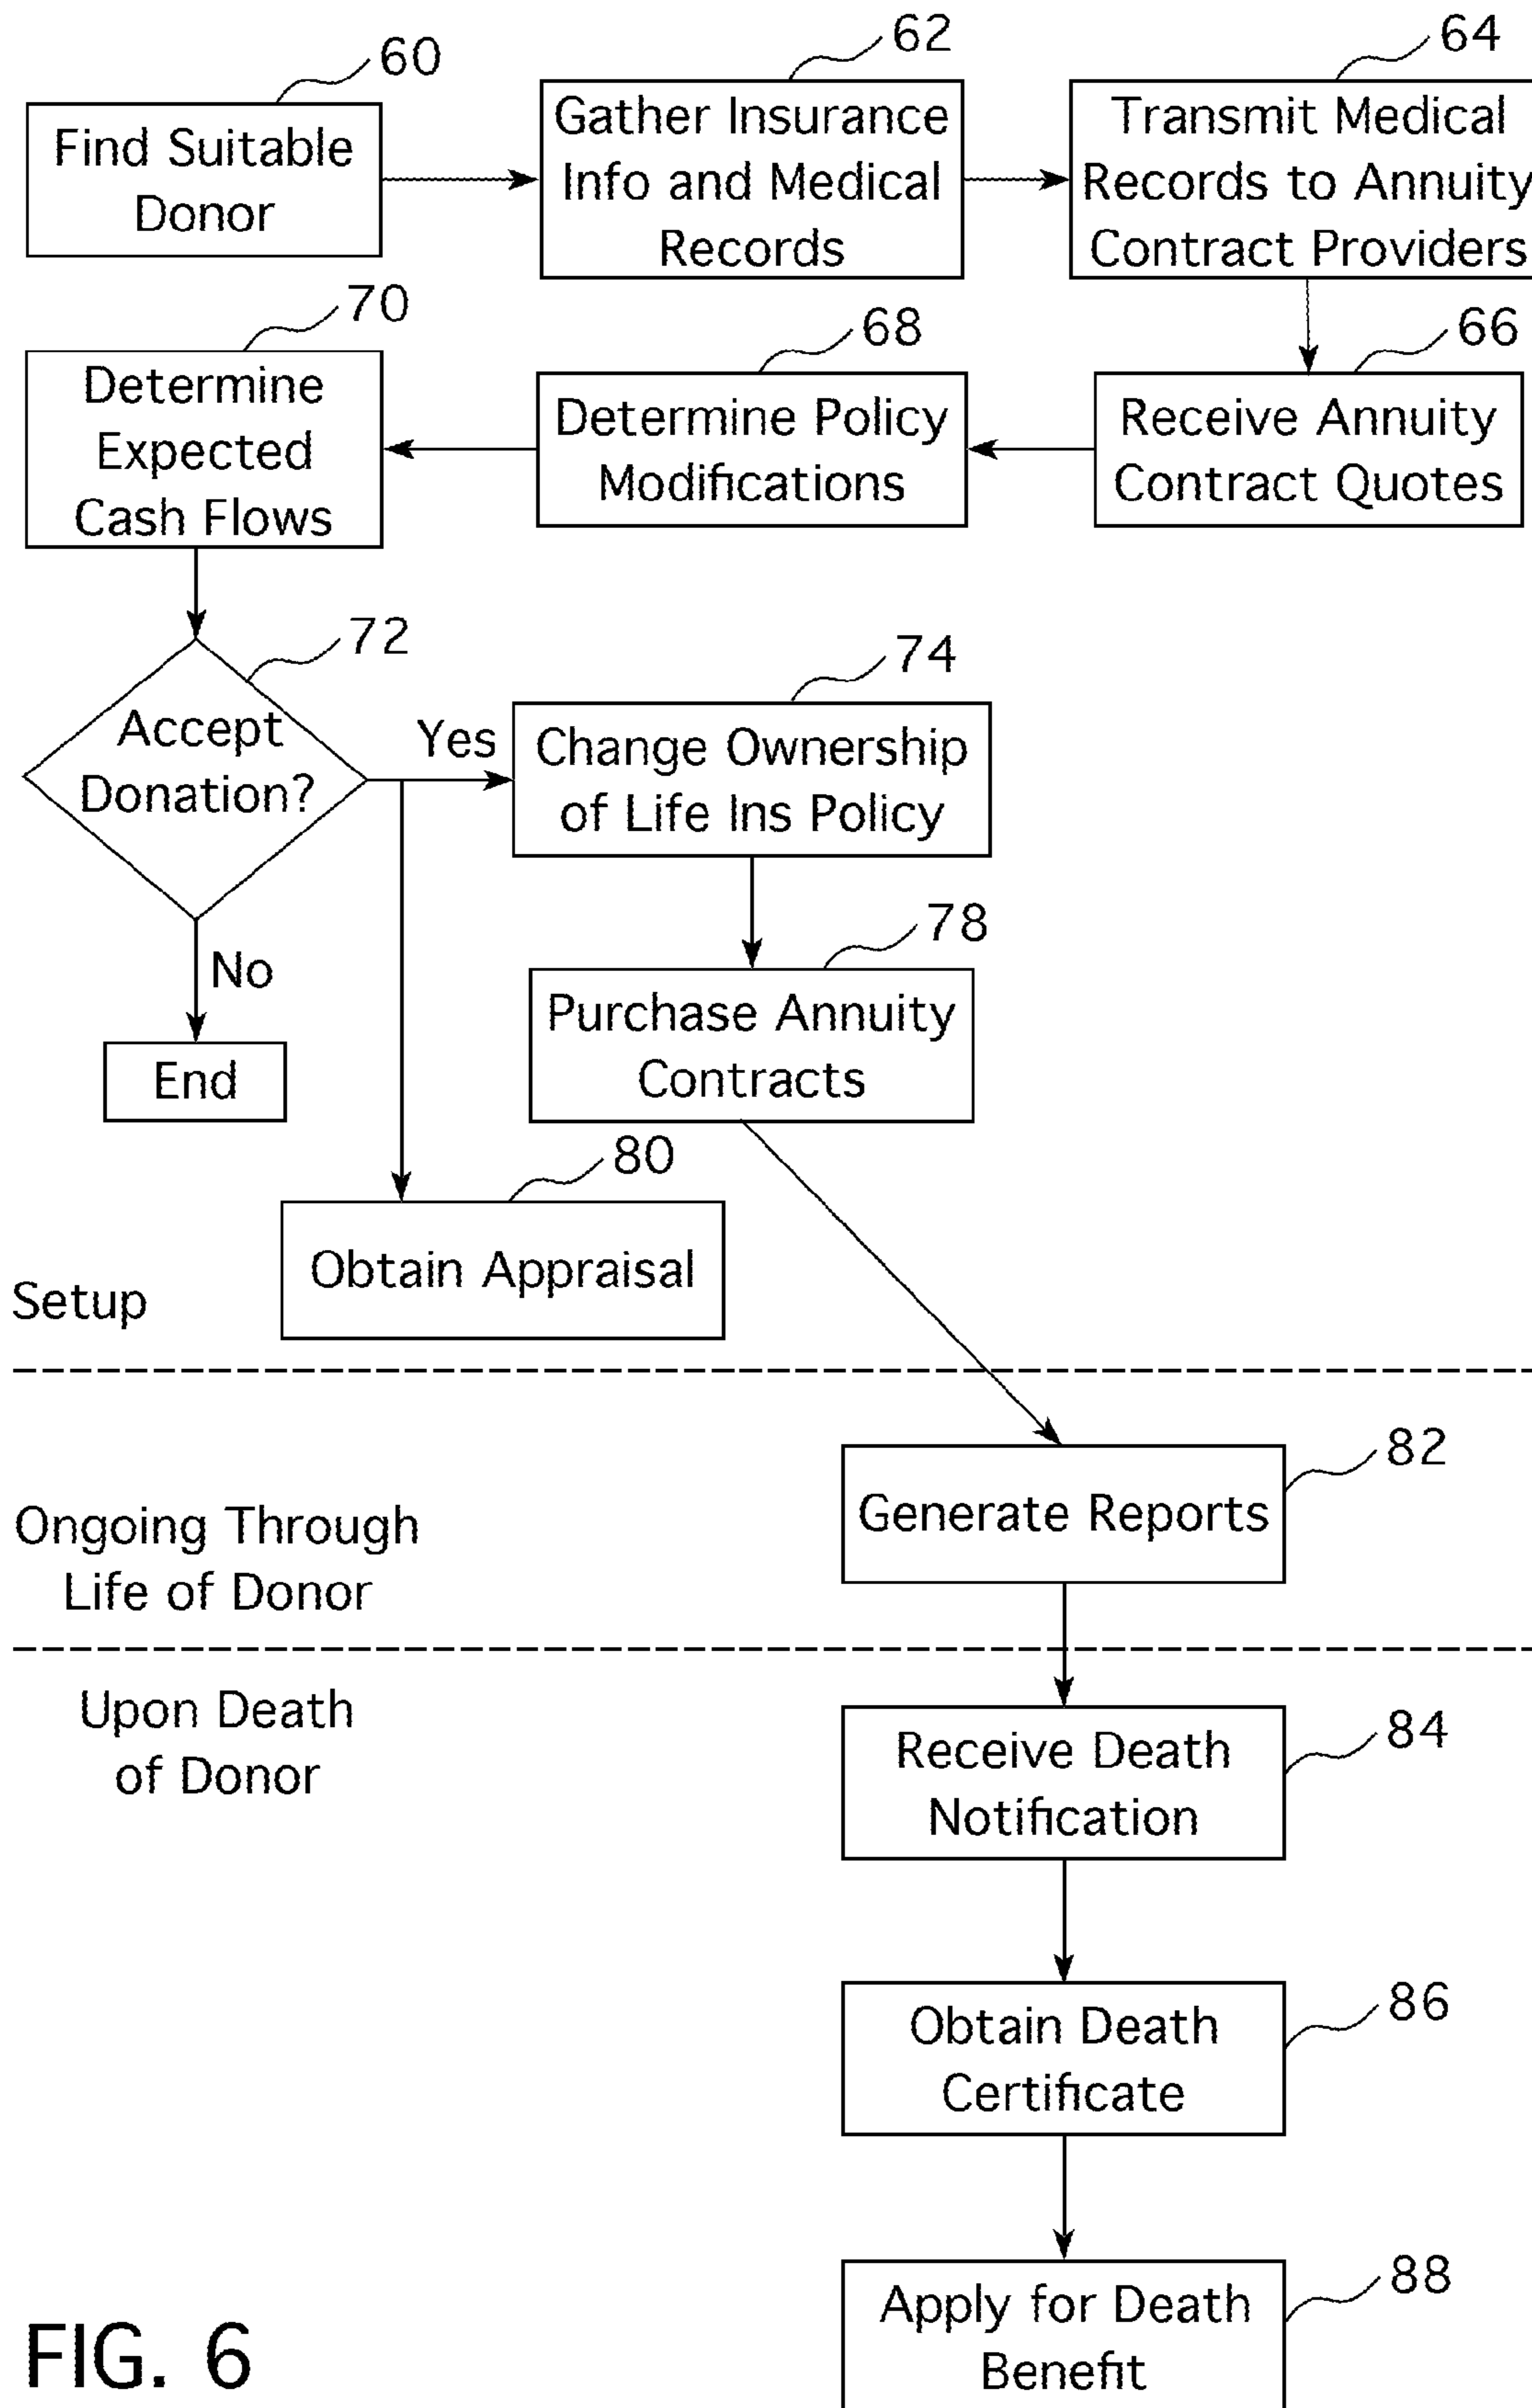 60
Find Suitable
Donor
62
Gather Insurance
Info and Medical
Records
64
Transmit Medical
Records to Annuity
Contract Providers
66
Receive Annuity
Contract Quotes
68
Determine Policy
Modifications
70
Determine
Expected
Cash Flows
72
Accept
Donation?
Yes
No
End
74
Change Ownership
of Life Ins Policy
78
Purchase Annuity
Contracts
80
Obtain Appraisal
Setup
82
Generate Reports
Ongoing Through
Life of Donor
Upon Death
of Donor
84
Receive Death
Notification
86
Obtain Death
Certificate
88
Apply for Death
Benefit
FIG. 6